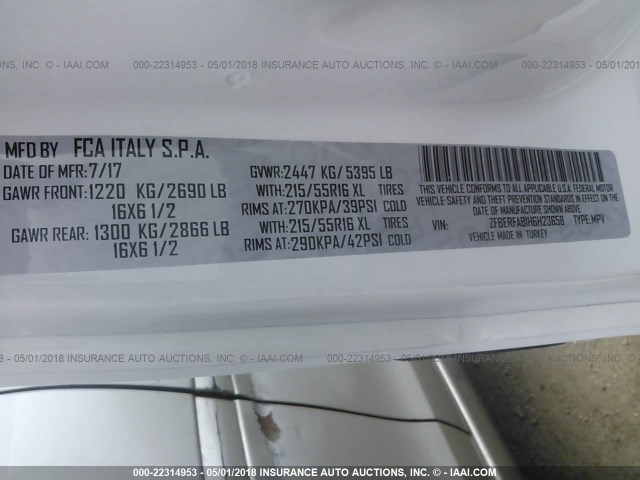 AUCTIONS, INC. - IAAI.COM 000-22314953 - 05/01/2018 INSURANCE AUTO AUCTIONS, INC. - IAAI.COM 000-22314953 - 05/01/2018
MFD BY FCA ITALY S.P.A.
DATE OF MFR: 7/17
GAWR FRONT: 1220 KG/2690 LB
16X6 1/2
GAWR REAR: 1300 KG/2866 LB
16X6 1/2
GVWR: 2447 KG/5395 LB
WITH: 215/55R16 XL TIRES
RIMS AT: 270KPA/39PSI COLD
WITH: 215/55R16 XL TIRES
RIMS AT: 290KPA/42PSI COLD
THIS VEHICLE CONFORMS TO ALL APPLICABLE U.S.A. FEDERAL MOTOR
VEHICLE SAFETY AND THEFT PREVENTION STANDARDS IN EFFECT
ON THE DATE OF MANUFACTURE SHOWN ABOVE.
VIN: ZFBERFAB1H6H23658 TYPE: MPV
VEHICLE MADE IN: TURKEY
000-22314953 - 05/01/2018 INSURANCE AUTO AUCTIONS, INC. - IAAI.COM 000-22314953 - 05/01/2018 INSURANCE
000-22314953 - 05/01/2018 INSURANCE AUTO AUCTIONS, INC. - IAAI.COM